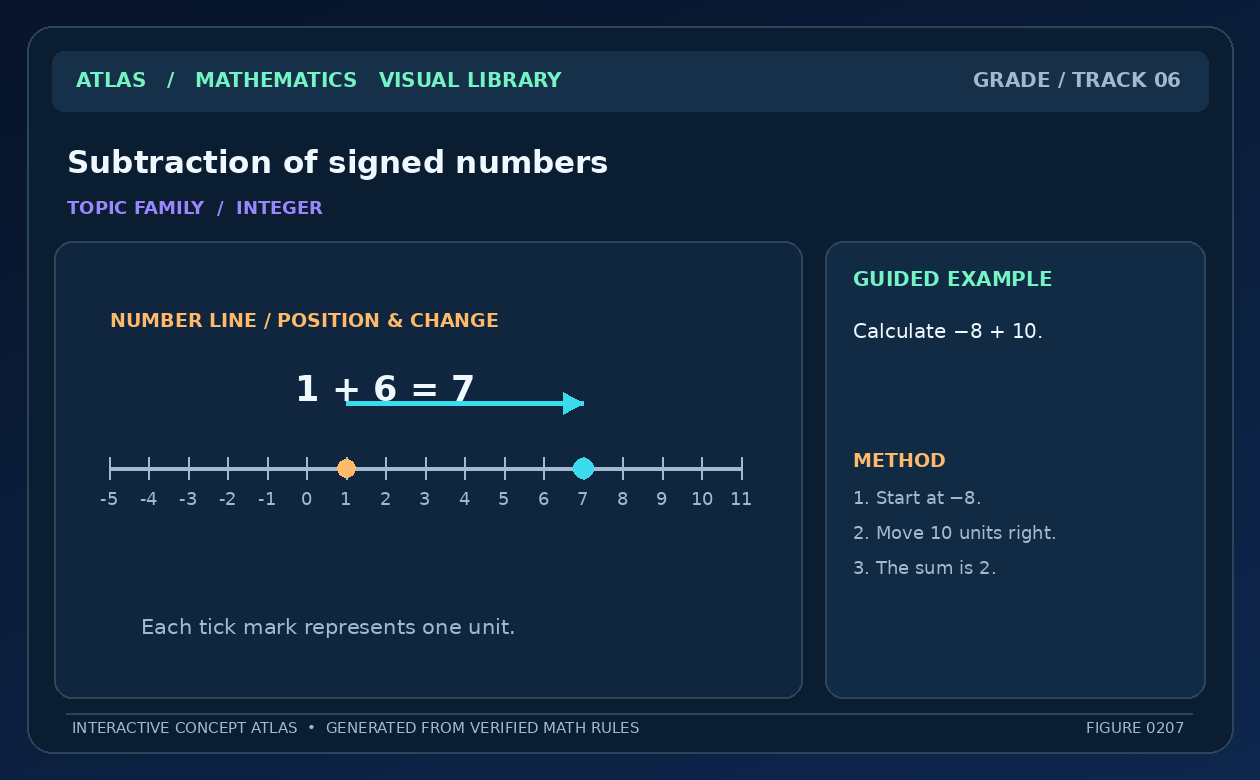 ATLAS / MATHEMATICS VISUAL LIBRARY
GRADE / TRACK 06
Subtraction of signed numbers
TOPIC FAMILY / INTEGER
NUMBER LINE / POSITION & CHANGE
1 + 6 = 7
-5 -4 -3 -2 -1 0 1 2 3 4 5 6 7 8 9 10 11
Each tick mark represents one unit.
GUIDED EXAMPLE
Calculate −8 + 10.
METHOD
1. Start at −8.
2. Move 10 units right.
3. The sum is 2.
INTERACTIVE CONCEPT ATLAS • GENERATED FROM VERIFIED MATH RULES
FIGURE 0207